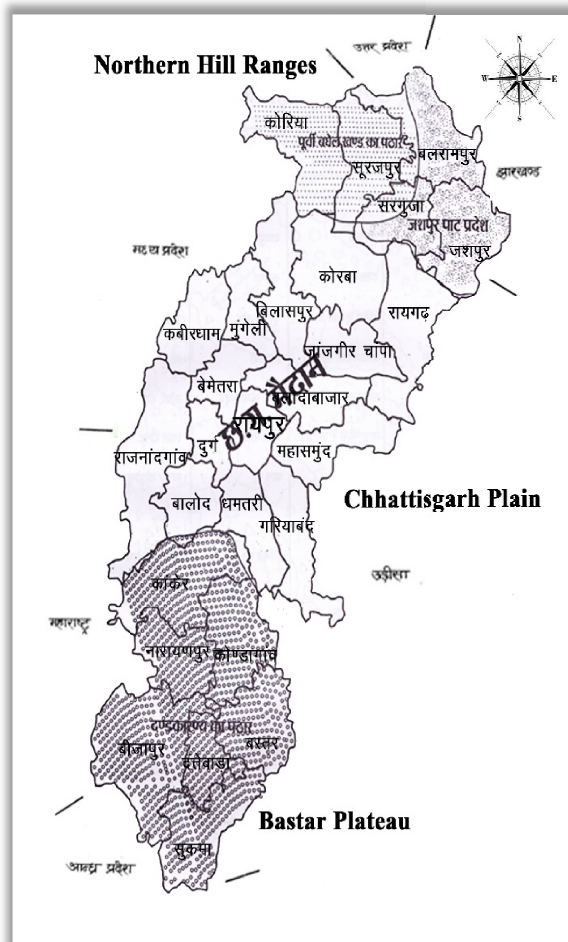 उत्तर प्रदेश
Northern Hill Ranges
N
W E
S
कोरिया
पूर्वी बघेलखण्ड का पठार
बलरामपुर
सूरजपुर
झारखण्ड
सरगुजा
जशपुर पाट प्रदेश
जशपुर
मध्य प्रदेश
कोरबा
रायगढ़
बिलासपुर
मुंगेली
कबीरधाम
जांजगीर चांपा
बेमेतरा
बलौदाबाजार
छ.ग. मैदान
रायपुर
दुर्ग
महासमुंद
राजनांदगांव
बालोद
धमतरी
Chhattisgarh Plain
गरियाबंद
उड़ीसा
कांकेर
महाराष्ट्र
नारायणपुर
कोण्डागांव
दण्डकारण्य का पठार
बीजापुर
बस्तर
दंतेवाडा
Bastar Plateau
सुकमा
आन्ध्र प्रदेश